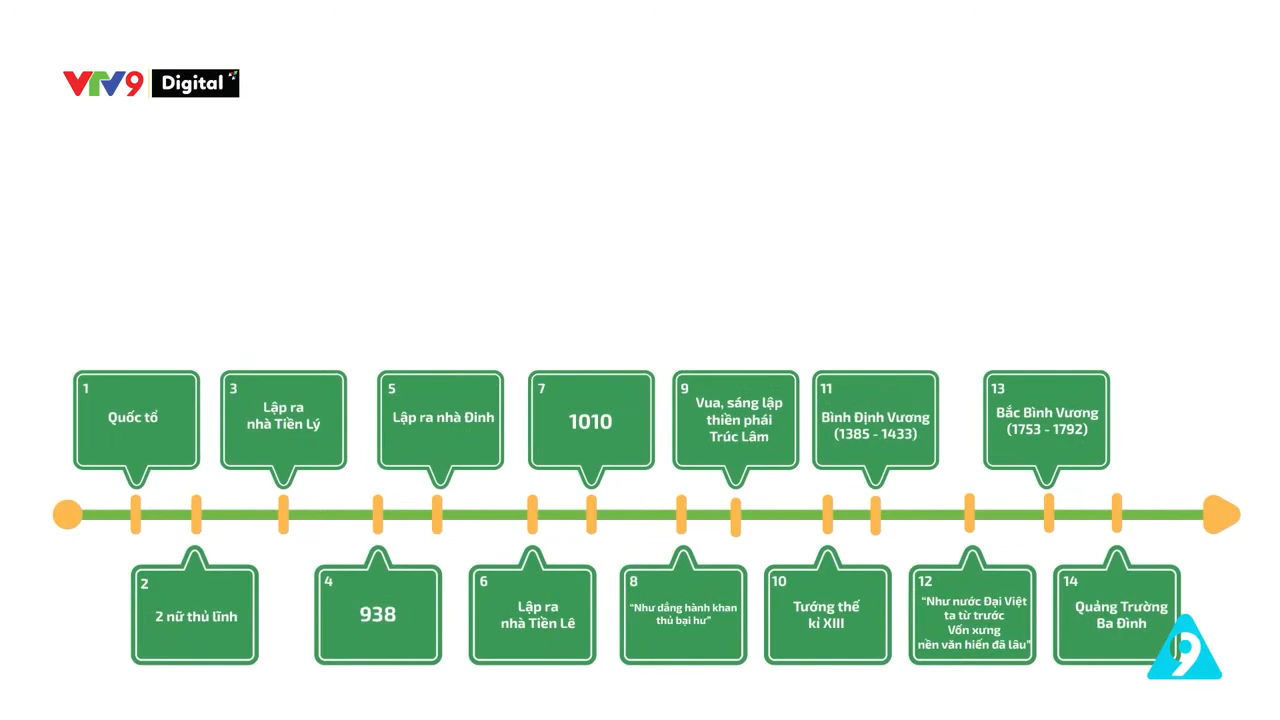 VTV9 Digital
1
Quốc tổ
2
2 nữ thủ lĩnh
3
Lập ra
nhà Tiền Lý
4
938
5
Lập ra nhà Đinh
6
Lập ra
nhà Tiền Lê
7
1010
8
“Như đẳng hành khan
thủ bại hư”
9
Vua, sáng lập
thiền phái
Trúc Lâm
10
Tướng thế
kỉ XIII
11
Bình Định Vương
(1385 - 1433)
12
“Như nước Đại Việt
ta từ trước
Vốn xưng
nền văn hiến đã lâu”
13
Bắc Bình Vương
(1753 - 1792)
14
Quảng Trường
Ba Đình
9